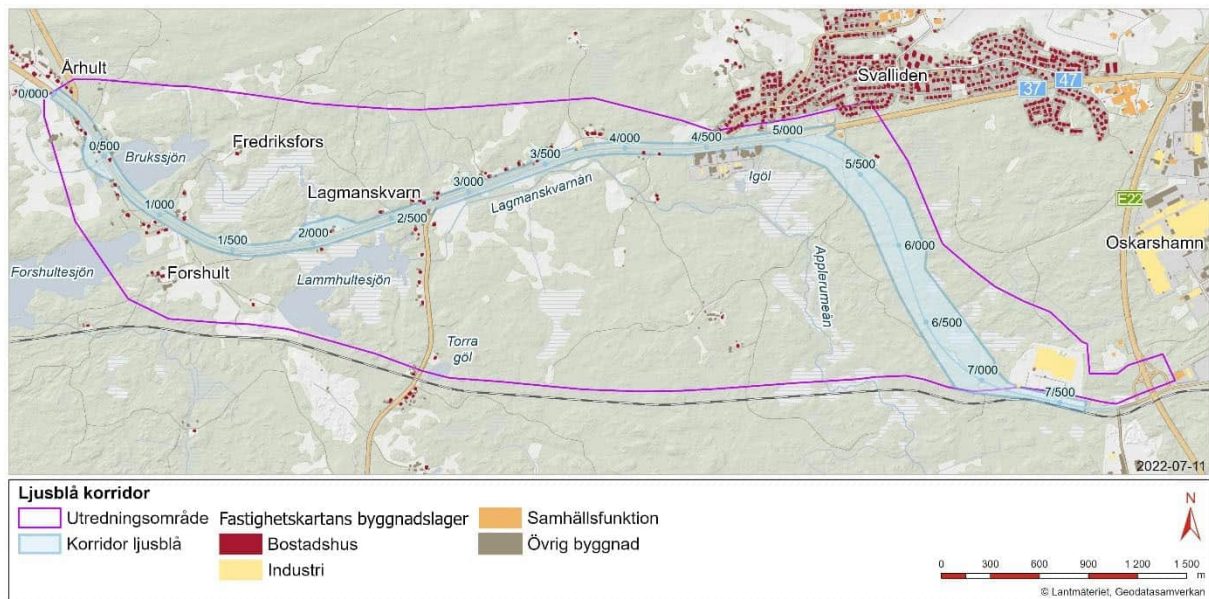 Århult
0/000
Svalliden
37
47
0/500
Brukssjön
Fredriksfors
4/000
4/500
5/000
3/500
Igöl
5/500
Lagmanskvarn
3/000
Lagmanskvarnån
E22
1/000
2/500
1/500
2/000
6/000
Oskarshamn
Forshultesjön
Forshult
Lammhultesjön
Applerumeån
6/500
Torra
göl
7/000
7/500
2022-07-11
Ljusblå korridor
Utredningsområde
Korridor ljusblå
Fastighetskartans byggnadslager
Bostadshus
Industri
Samhällsfunktion
Övrig byggnad
N
0 300 600 900 1 200 1 500
m
© Lantmäteriet, Geodatasamverkan